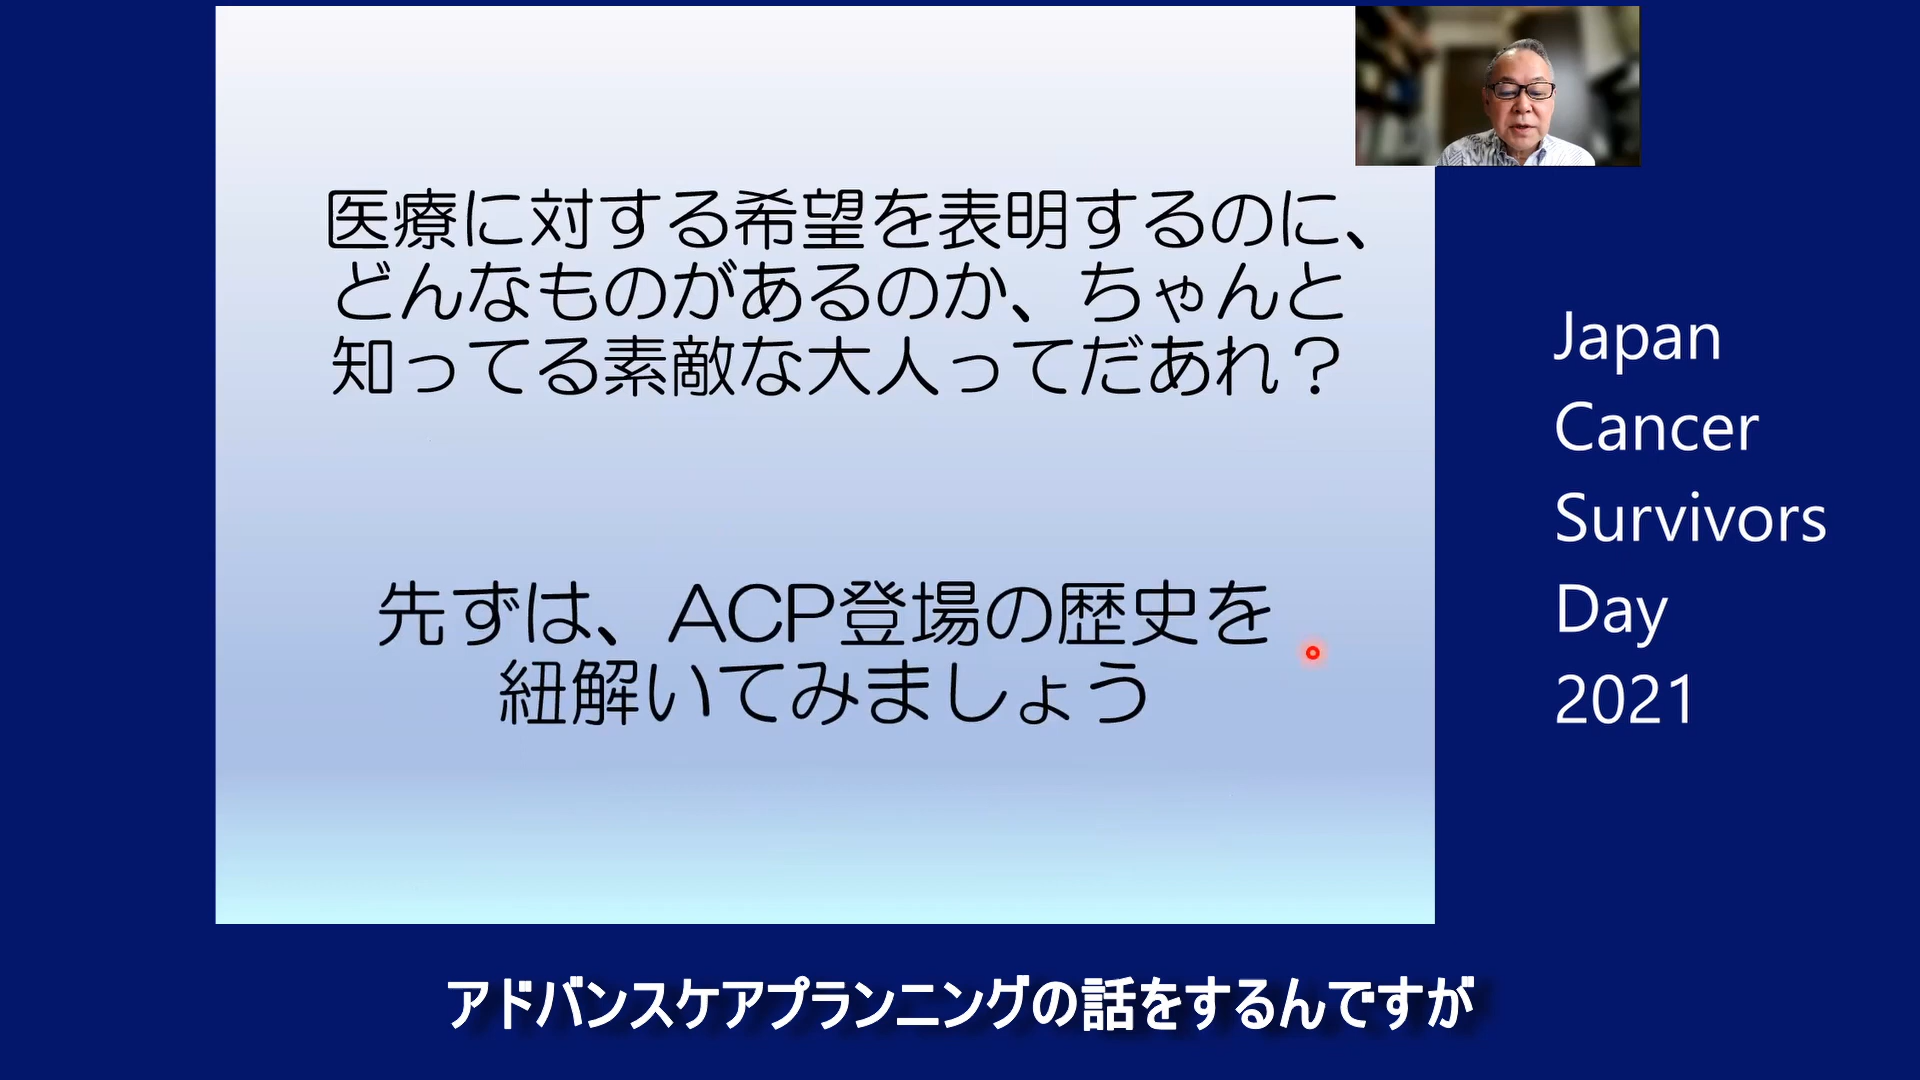 医療に対する希望を表明するのに、
どんなものがあるのか、ちゃんと
知ってる素敵な大人ってだあれ？
先ずは、ACP登場の歴史を
紐解いてみましょう
Japan
Cancer
Survivors
Day
2021
アドバンスケアプランニングの話をするんですが